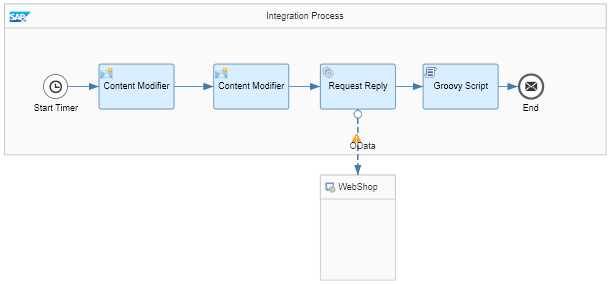 SAP
Integration Process
Start Timer
Content Modifier
Content Modifier
Request Reply
Groovy Script
End
OData
WebShop